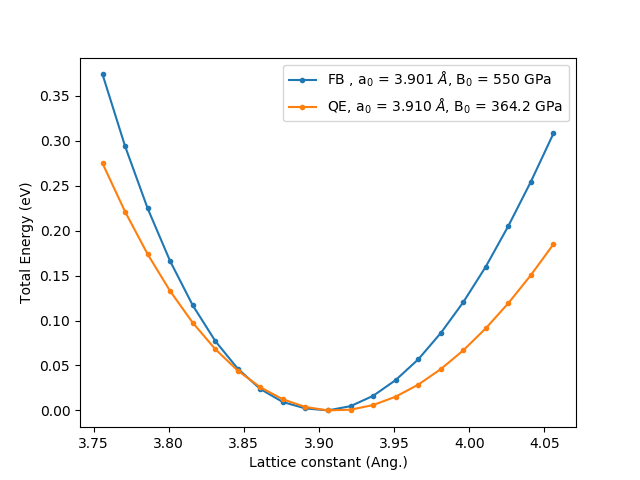 FB , a₀ = 3.901 Å, B₀ = 550 GPa
QE, a₀ = 3.910 Å, B₀ = 364.2 GPa
0.35
0.30
0.25
0.20
0.15
0.10
0.05
0.00
Total Energy (eV)
3.75 3.80 3.85 3.90 3.95 4.00 4.05
Lattice constant (Ang.)